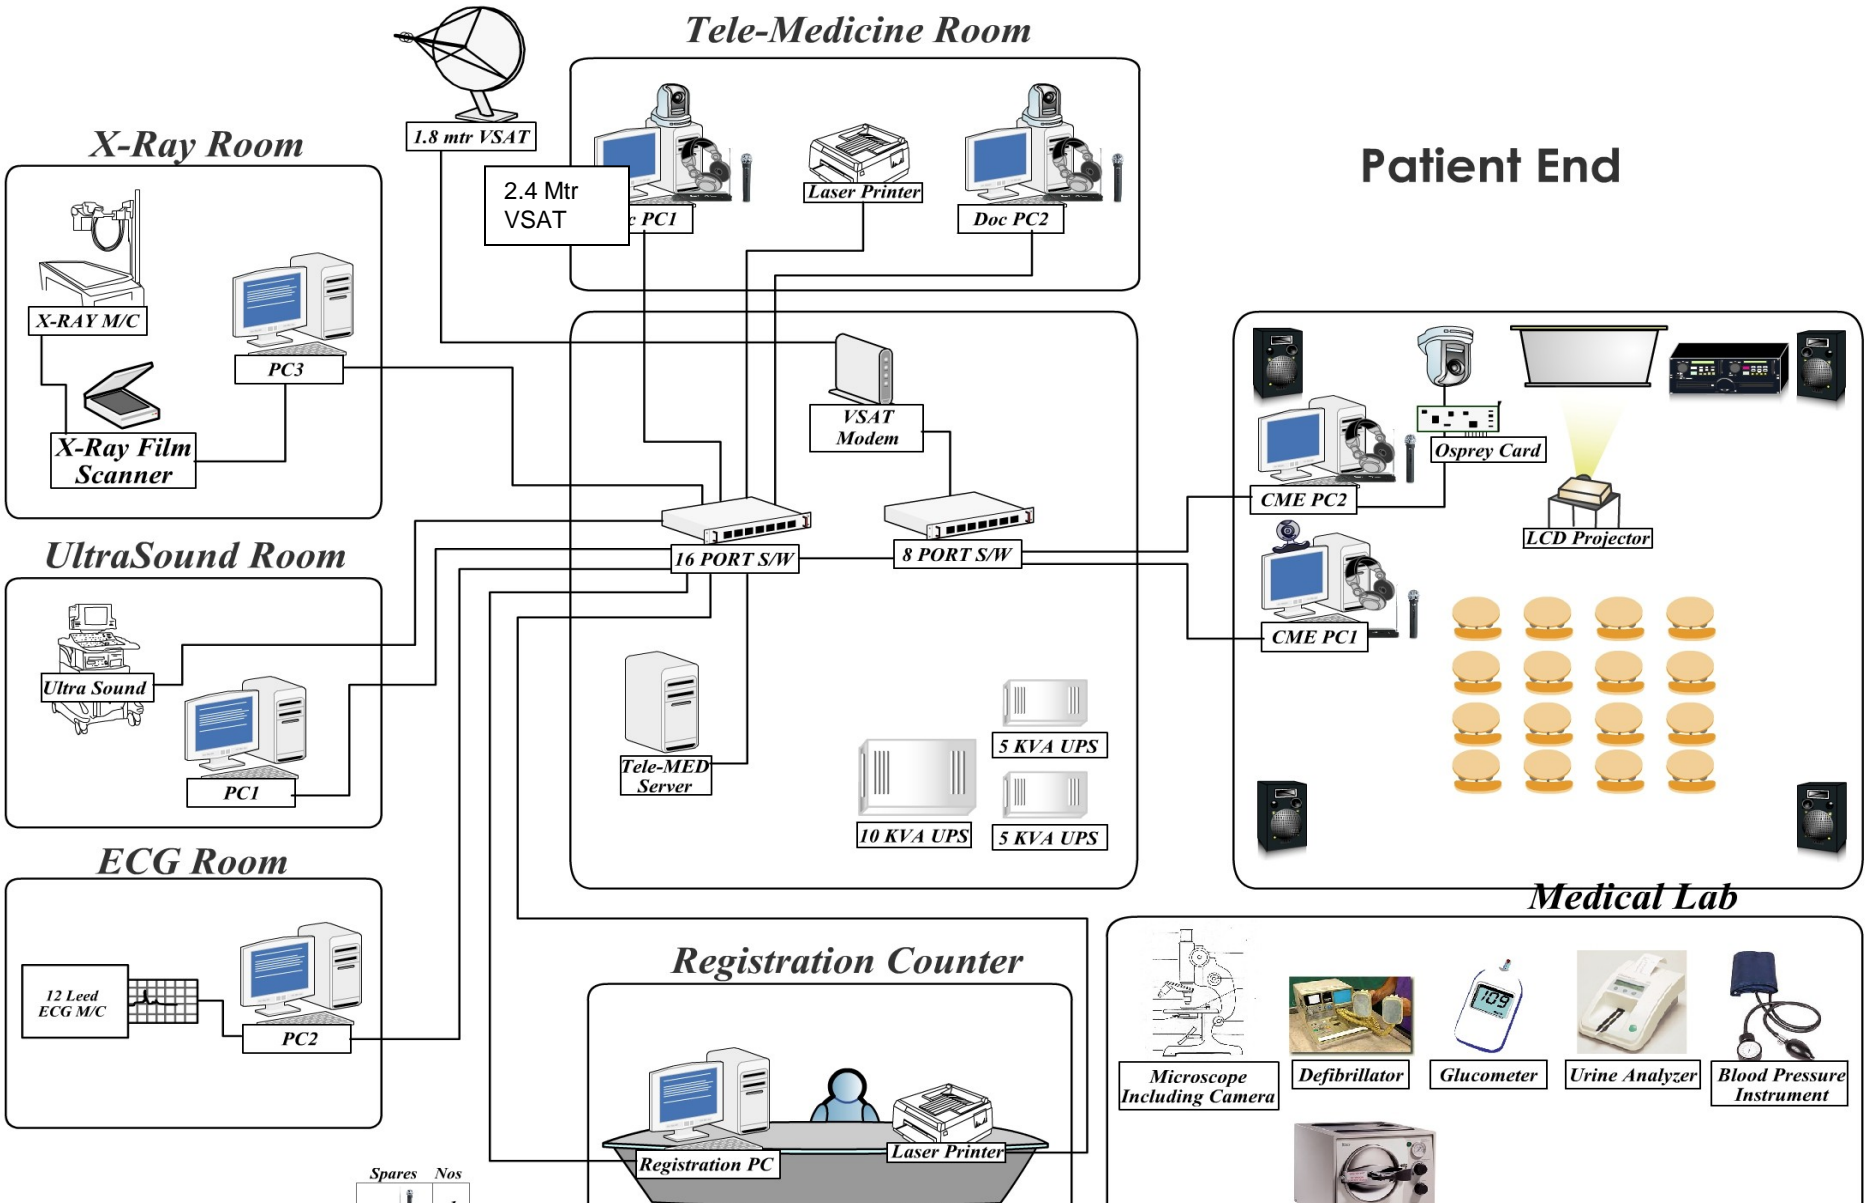 Tele-Medicine Room
1.8 mtr VSAT
2.4 Mtr
VSAT
c PC1
Laser Printer
Doc PC2
Patient End
X-Ray Room
X-RAY M/C
PC3
X-Ray Film
Scanner
VSAT
Modem
16 PORT S/W
8 PORT S/W
Tele-MED
Server
5 KVA UPS
10 KVA UPS
5 KVA UPS
Osprey Card
CME PC2
LCD Projector
CME PC1
UltraSound Room
Ultra Sound
PC1
ECG Room
12 Leed
ECG M/C
PC2
Registration Counter
Registration PC
Laser Printer
Medical Lab
Microscope
Including Camera
Defibrillator
109
Glucometer
Urine Analyzer
Blood Pressure
Instrument
Spares Nos